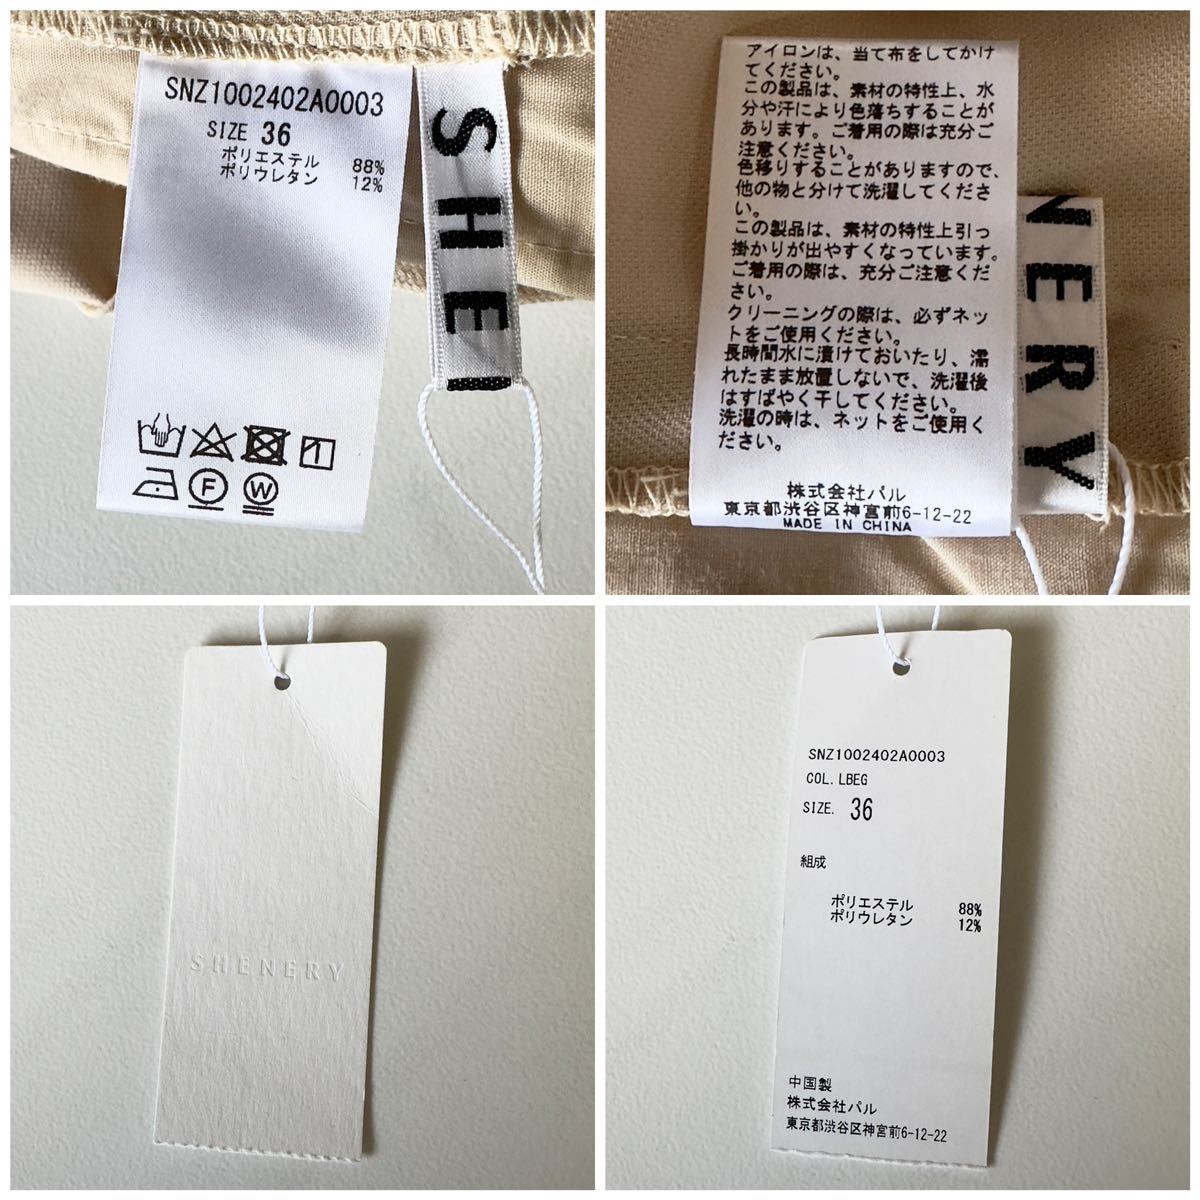 SNZ1002402A0003
SIZE 36
ポリエステル 88%
ポリウレタン 12%
F W
SHE
アイロンは、当て布をしてかけ
てください。
この製品は、素材の特性上、水
分や汗により色落ちすることが
あります。ご着用の際は充分ご
注意ください。
色移りすることがありますので、
他の物と分けて洗濯してくださ
い。
この製品は、素材の特性上引っ
掛かりが出やすくなっています。
ご着用の際は、充分ご注意くだ
さい。
クリーニングの際は、必ずネッ
トをご使用ください。
長時間水に漬けておいたり、濡
れたまま放置しないで、洗濯後
はすばやく干してください。
洗濯の時は、ネットをご使用く
ださい。
株式会社パル
東京都渋谷区神宮前6-12-22
MADE IN CHINA
NERY
SHENERY
SNZ1002402A0003
COL. LBEG
SIZE. 36
組成
ポリエステル 88%
ポリウレタン 12%
中国製
株式会社パル
東京都渋谷区神宮前6-12-22